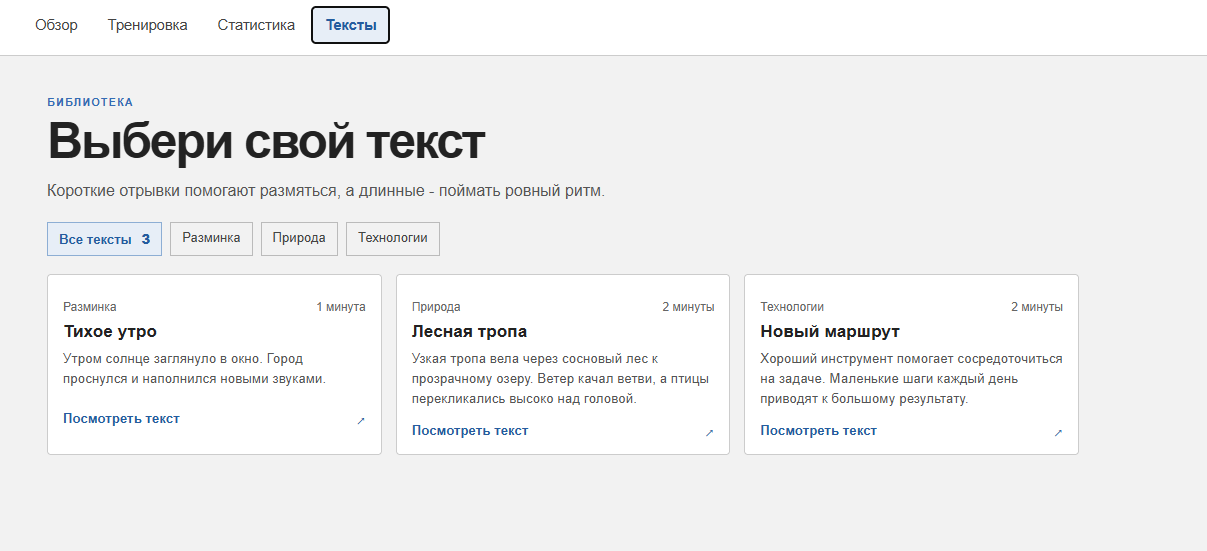 Обзор Тренировка Статистика Тексты
БИБЛИОТЕКА
Выбери свой текст
Короткие отрывки помогают размяться, а длинные - поймать ровный ритм.
Все тексты 3 Разминка Природа Технологии
Разминка 1 минута
Тихое утро
Утром солнце заглянуло в окно. Город
проснулся и наполнился новыми звуками.
Посмотреть текст ↗
Природа 2 минуты
Лесная тропа
Узкая тропа вела через сосновый лес к
прозрачному озеру. Ветер качал ветви, а птицы
перекликались высоко над головой.
Посмотреть текст ↗
Технологии 2 минуты
Новый маршрут
Хороший инструмент помогает сосредоточиться
на задаче. Маленькие шаги каждый день
приводят к большому результату.
Посмотреть текст ↗